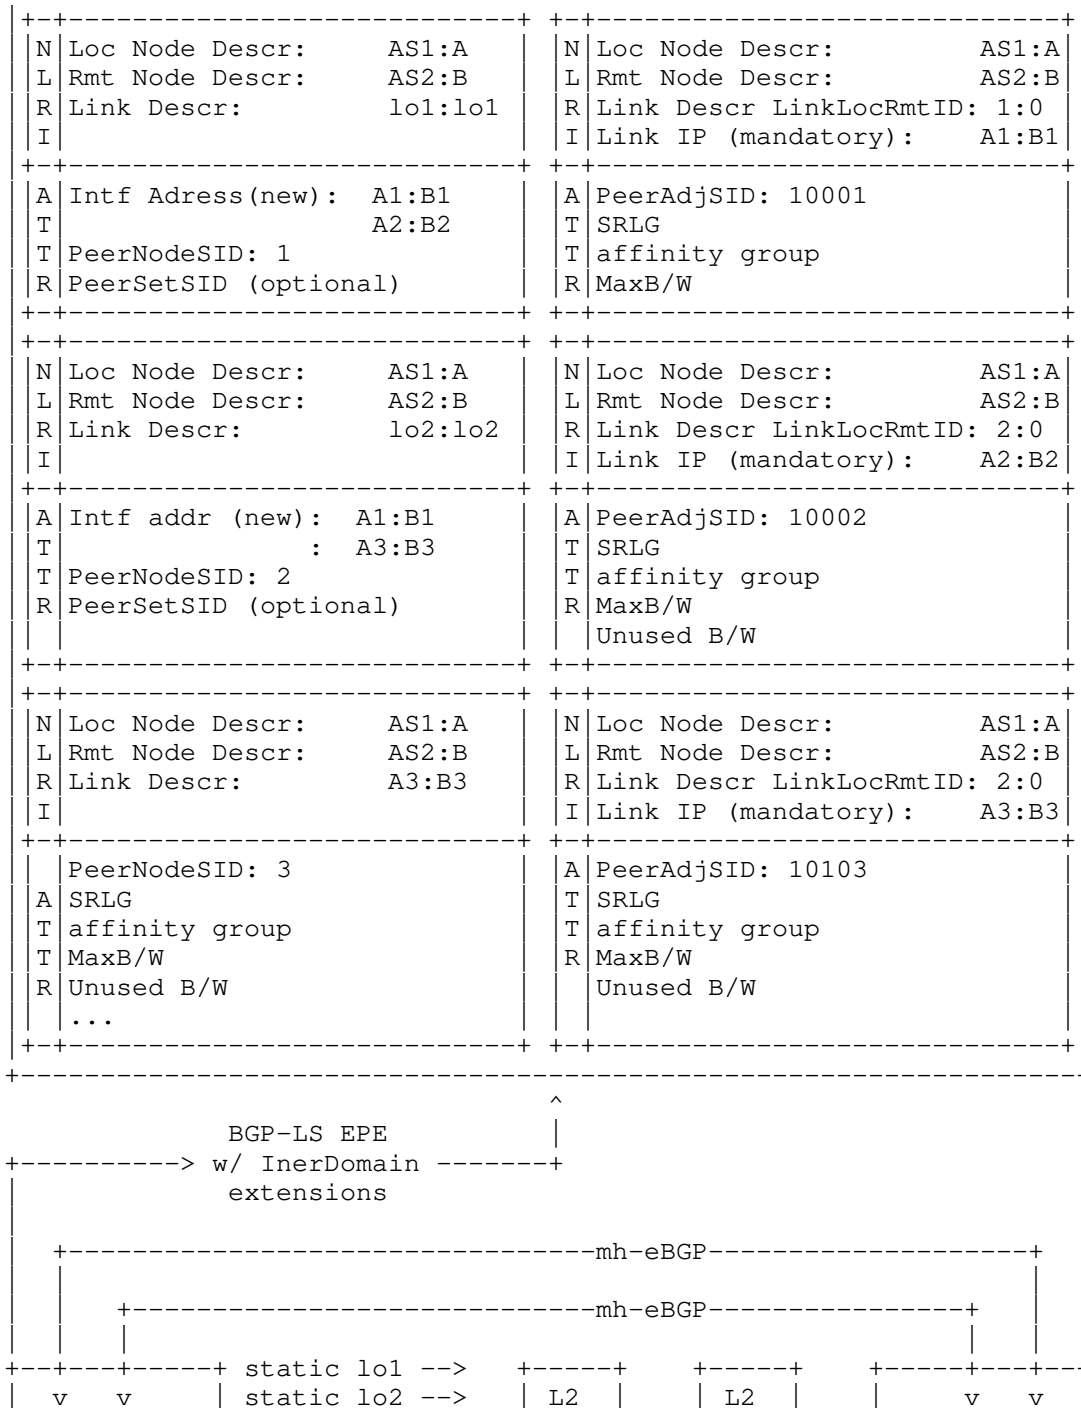 |+-+----------------------------+ +-+-----------------------------+
||N|Loc Node Descr:     AS1:A   | |N|Loc Node Descr:         AS1:A|
||L|Rmt Node Descr:     AS2:B   | |L|Rmt Node Descr:         AS2:B|
||R|Link Descr:         lo1:lo1 | |R|Link Descr LinkLocRmtID: 1:0 |
||I|                            | |I|Link IP (mandatory):    A1:B1|
|+-+----------------------------+ +-+-----------------------------+
||A|Intf Adress(new):  A1:B1    | |A|PeerAdjSID: 10001            |
||T|                   A2:B2    | |T|SRLG                         |
||T|PeerNodeSID: 1              | |T|affinity group               |
||R|PeerSetSID (optional)       | |R|MaxB/W                       |
|+-+----------------------------+ +-+-----------------------------+
|+-+----------------------------+ +-+-----------------------------+
||N|Loc Node Descr:     AS1:A   | |N|Loc Node Descr:         AS1:A|
||L|Rmt Node Descr:     AS2:B   | |L|Rmt Node Descr:         AS2:B|
||R|Link Descr:         lo2:lo2 | |R|Link Descr LinkLocRmtID: 2:0 |
||I|                            | |I|Link IP (mandatory):    A2:B2|
|+-+----------------------------+ +-+-----------------------------+
||A|Intf addr (new):  A1:B1     | |A|PeerAdjSID: 10002            |
||T|               :  A3:B3     | |T|SRLG                         |
||T|PeerNodeSID: 2              | |T|affinity group               |
||R|PeerSetSID (optional)       | |R|MaxB/W                       |
|| |                            | | |Unused B/W                   |
|+-+----------------------------+ +-+-----------------------------+
|+-+----------------------------+ +-+-----------------------------+
||N|Loc Node Descr:     AS1:A   | |N|Loc Node Descr:         AS1:A|
||L|Rmt Node Descr:     AS2:B   | |L|Rmt Node Descr:         AS2:B|
||R|Link Descr:         A3:B3   | |R|Link Descr LinkLocRmtID: 2:0 |
||I|                            | |I|Link IP (mandatory):    A3:B3|
|+-+----------------------------+ +-+-----------------------------+
|| |PeerNodeSID: 3              | |A|PeerAdjSID: 10103            |
||A|SRLG                        | |T|SRLG                         |
||T|affinity group              | |T|affinity group               |
||T|MaxB/W                      | |R|MaxB/W                       |
||R|Unused B/W                  | | |Unused B/W                   |
|| |...                         | | |                             |
|+-+----------------------------+ +-+-----------------------------+
+-------------------------------------------------------------------
                                  ^
              BGP-LS EPE          |
+----------> w/ InerDomain -------+
|             extensions
|
|  +---------------------------------mh-eBGP--------------------+
|  |                                                            |
|  |   +-----------------------------mh-eBGP----------------+   |
|  |   |                                                    |   |
+--+---+-----+ static lo1 -->   +-----+    +-----+    +-----+---+---
|  v   v     | static lo2 -->   | L2  |    | L2  |    |     v   v